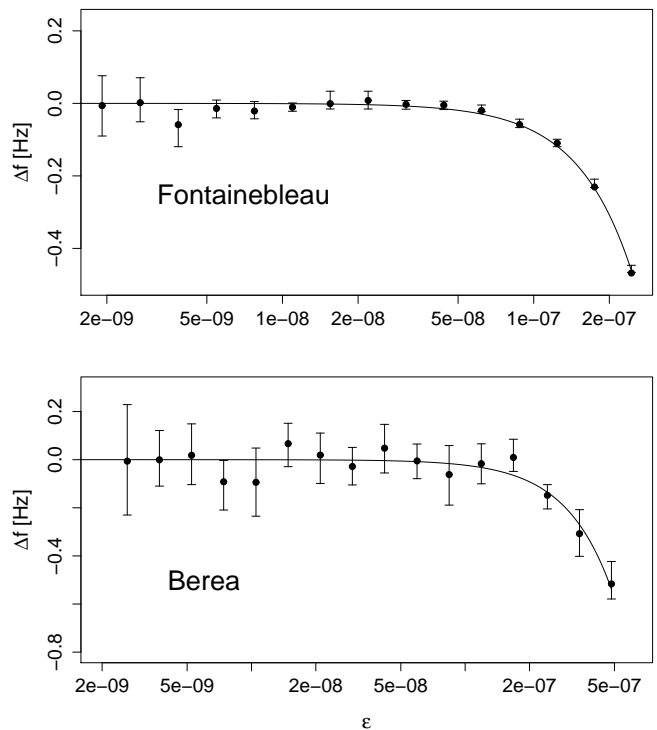 0.2
0.0
−0.2
−0.4
Δf [Hz]
Fontainebleau
2e−09 5e−09 1e−08 2e−08 5e−08 1e−07 2e−07
0.2
0.0
−0.4
−0.8
Δf [Hz]
Berea
2e−09 5e−09 2e−08 5e−08 2e−07 5e−07
ε